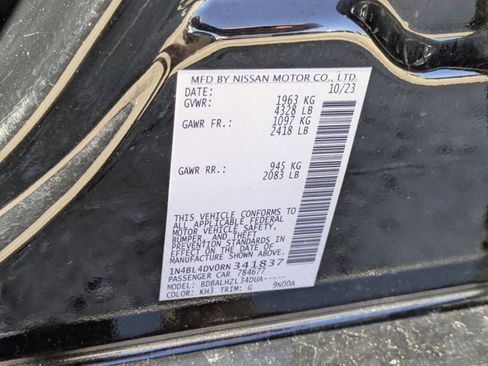 MFD BY NISSAN MOTOR CO., LTD.
DATE: 10/23
GVWR: 1963 KG
4328 LB
GAWR FR.: 1097 KG
2418 LB
GAWR RR.: 945 KG
2083 LB
THIS VEHICLE CONFORMS TO
ALL APPLICABLE FEDERAL
MOTOR VEHICLE SAFETY,
BUMPER, AND THEFT
PREVENTION STANDARDS IN
EFFECT ON THE DATE OF
MANUFACTURE SHOWN ABOVE.
1N4BL4DV0RN341837
PASSENGER CAR 784677
MODEL: BDBALHZL34DUA-----
COLOR: KH3 TRIM: G 9N00A